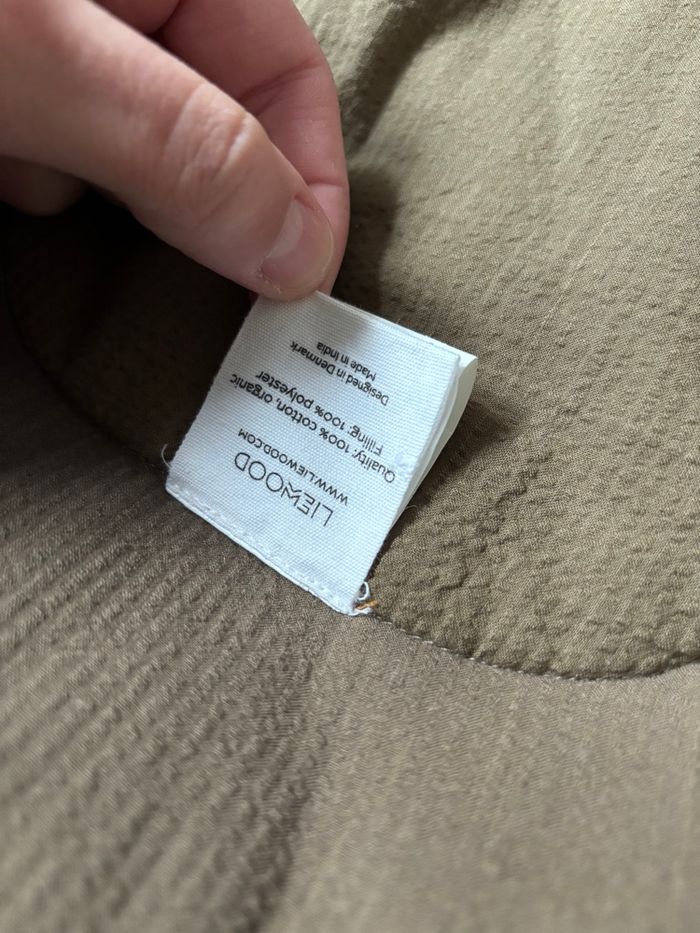 LIEWOOD
WWW.LIEWOOD.COM
Quality: 100% cotton, organic
Filling: 100% polyester
Designed in Denmark
Made in India